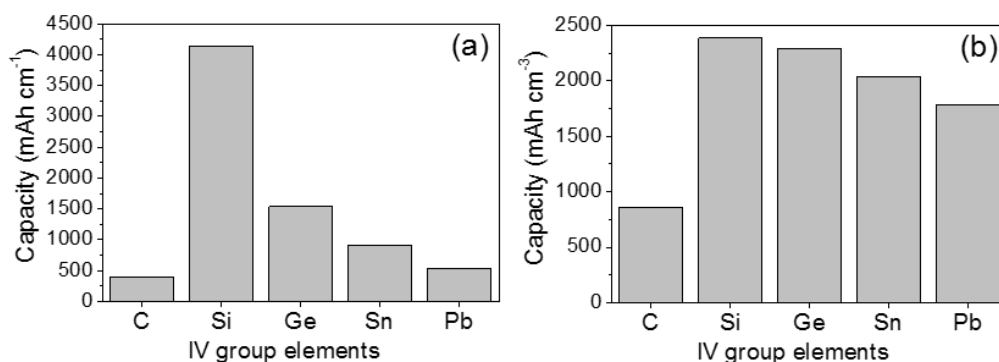 (a)
Capacity (mAh cm⁻¹)
4500
4000
3500
3000
2500
2000
1500
1000
500
0
C Si Ge Sn Pb
IV group elements
(b)
Capacity (mAh cm⁻³)
2500
2000
1500
1000
500
0
C Si Ge Sn Pb
IV group elements